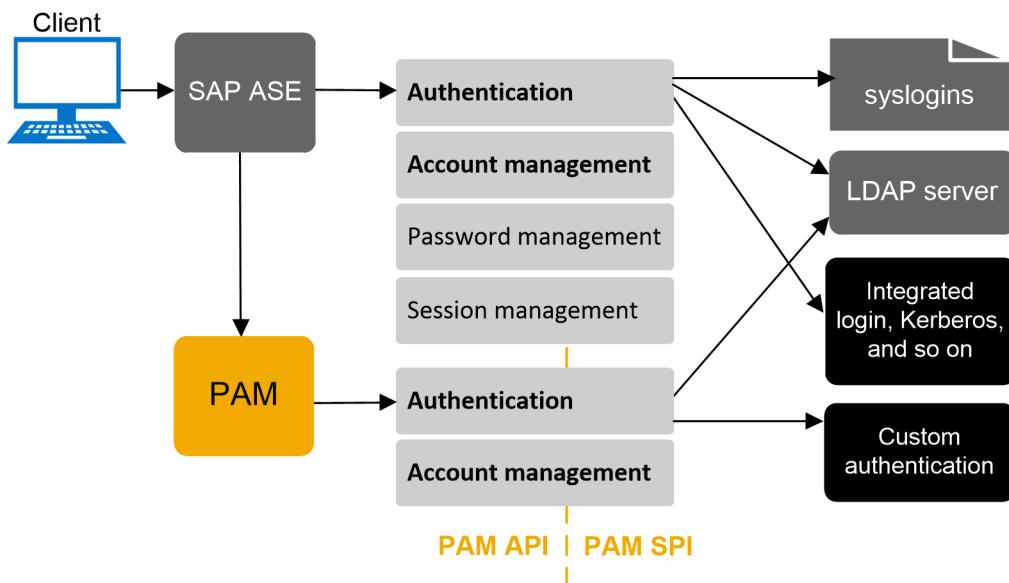 Client
SAP ASE
Authentication
Account management
Password management
Session management
syslogins
LDAP server
Integrated
login, Kerberos,
and so on
PAM
Authentication
Account management
Custom
authentication
PAM API
PAM SPI